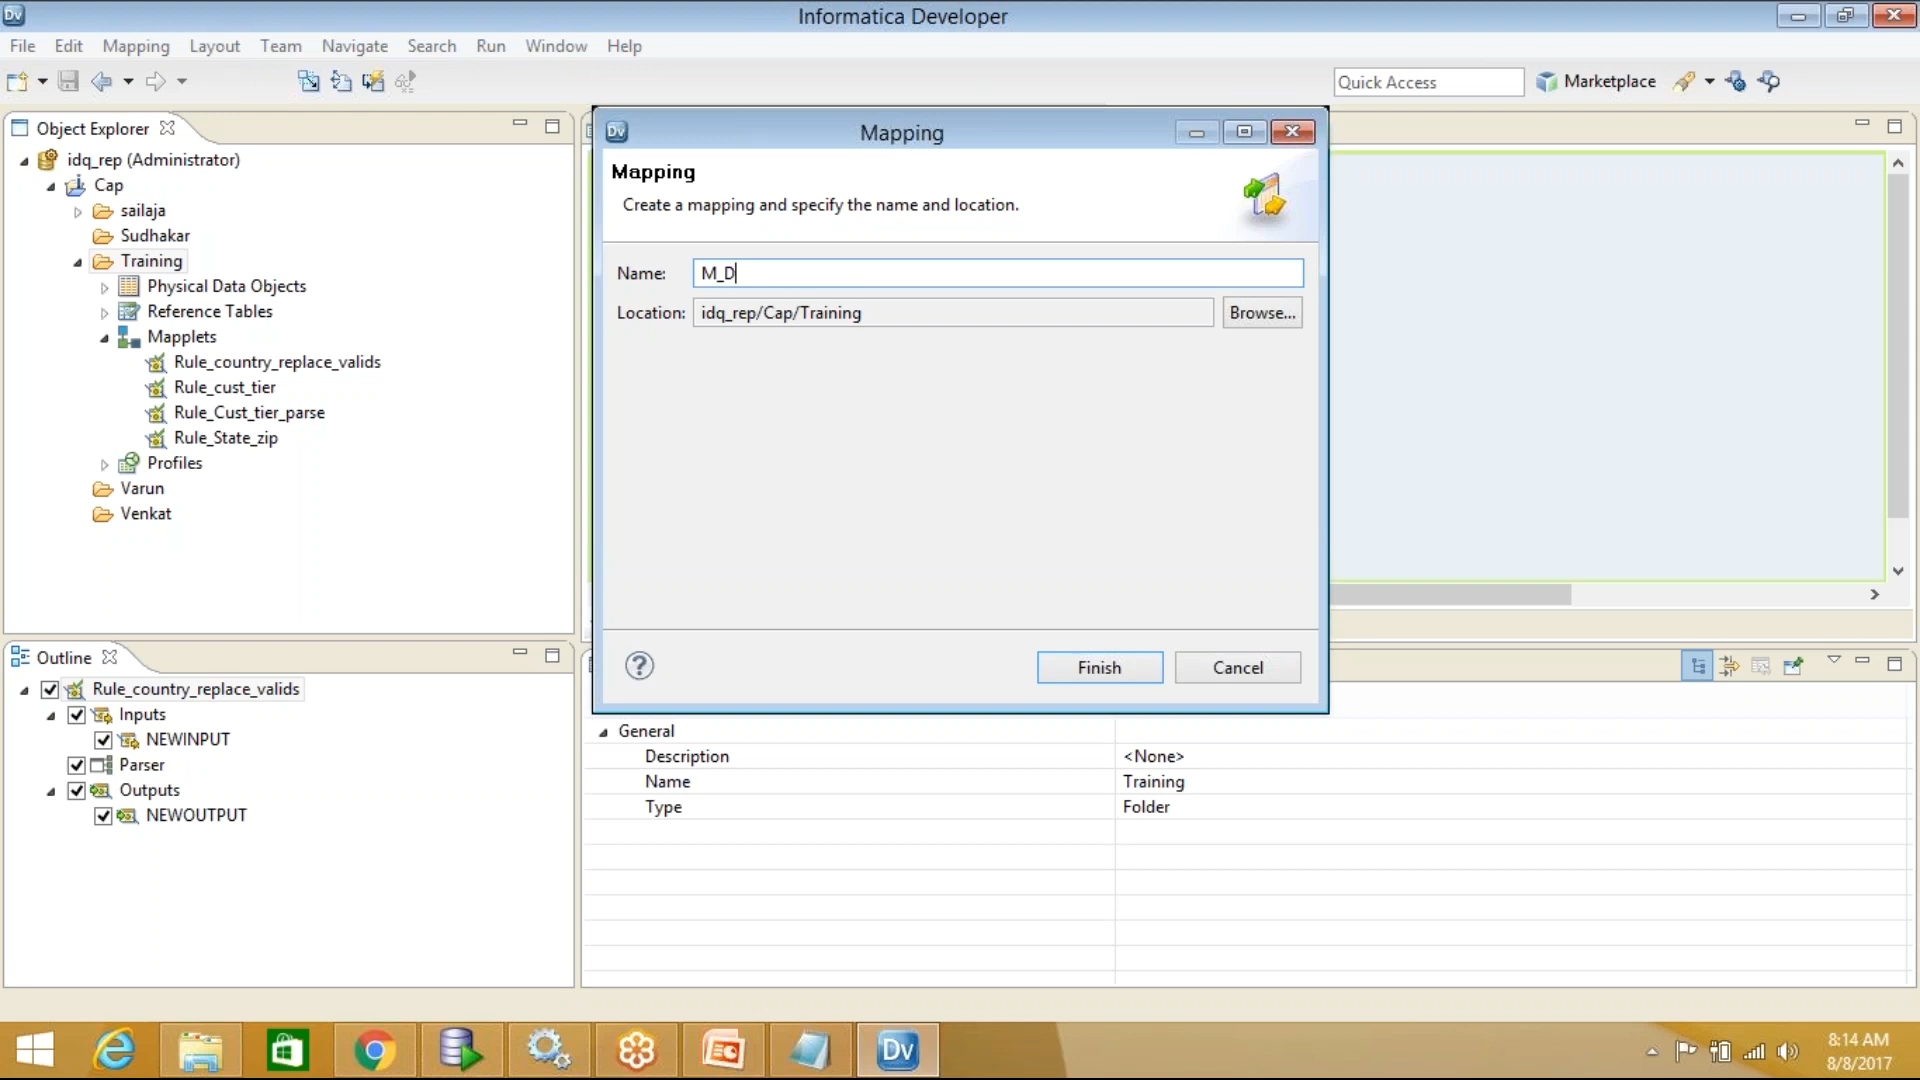 Dv
Informatica Developer
File Edit Mapping Layout Team Navigate Search Run Window Help
Quick Access
Marketplace
Object Explorer
idq_rep (Administrator)
Cap
sailaja
Sudhakar
Training
Physical Data Objects
Reference Tables
Mapplets
Rule_country_replace_valids
Rule_cust_tier
Rule_Cust_tier_parse
Rule_State_zip
Profiles
Varun
Venkat
Dv
Mapping
Mapping
Create a mapping and specify the name and location.
Name: M_D
Location: idq_rep/Cap/Training Browse...
? Finish Cancel
Outline
Rule_country_replace_valids
Inputs
NEWINPUT
Parser
Outputs
NEWOUTPUT
General
Description <None>
Name Training
Type Folder
Dv
8:14 AM
8/8/2017